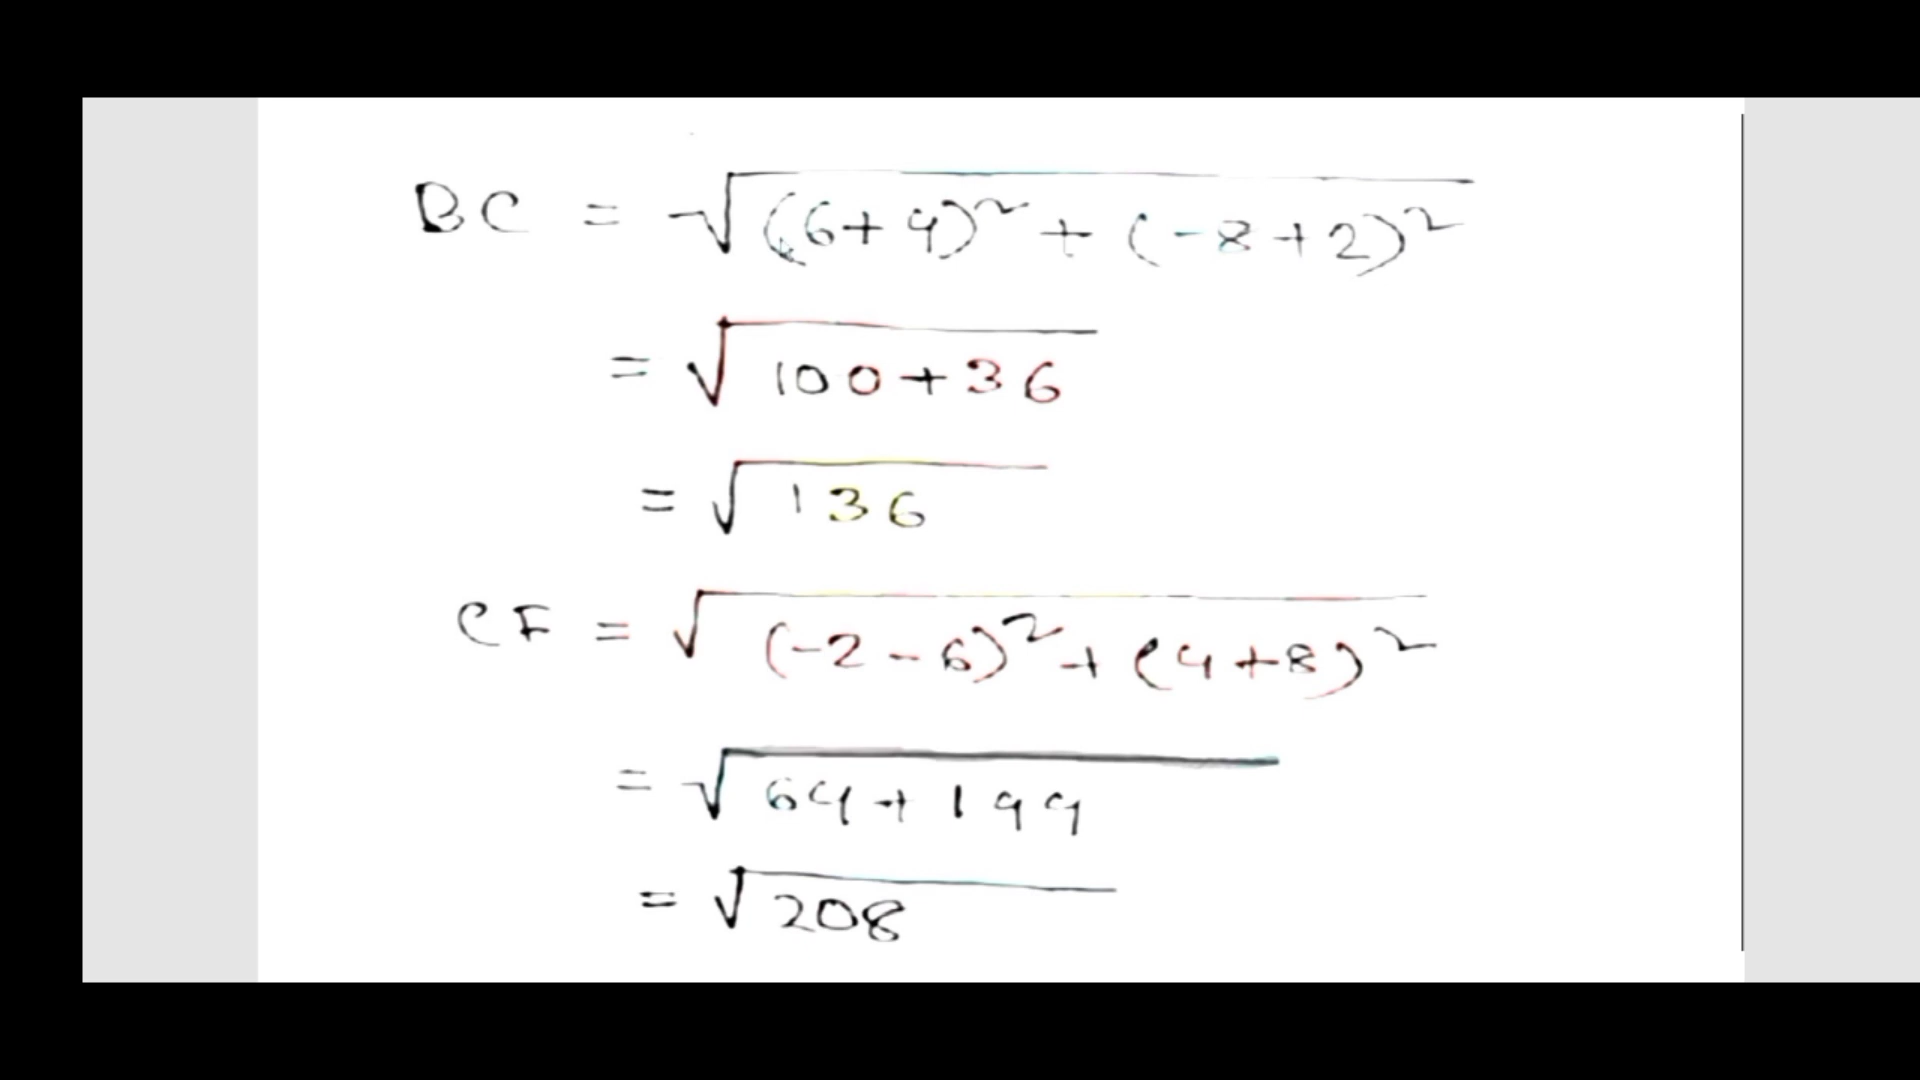 BC = √(6+4)² + (-8+2)²
= √100+36
= √136
CF = √(-2-6)² + (4+8)²
= √64+144
= √208